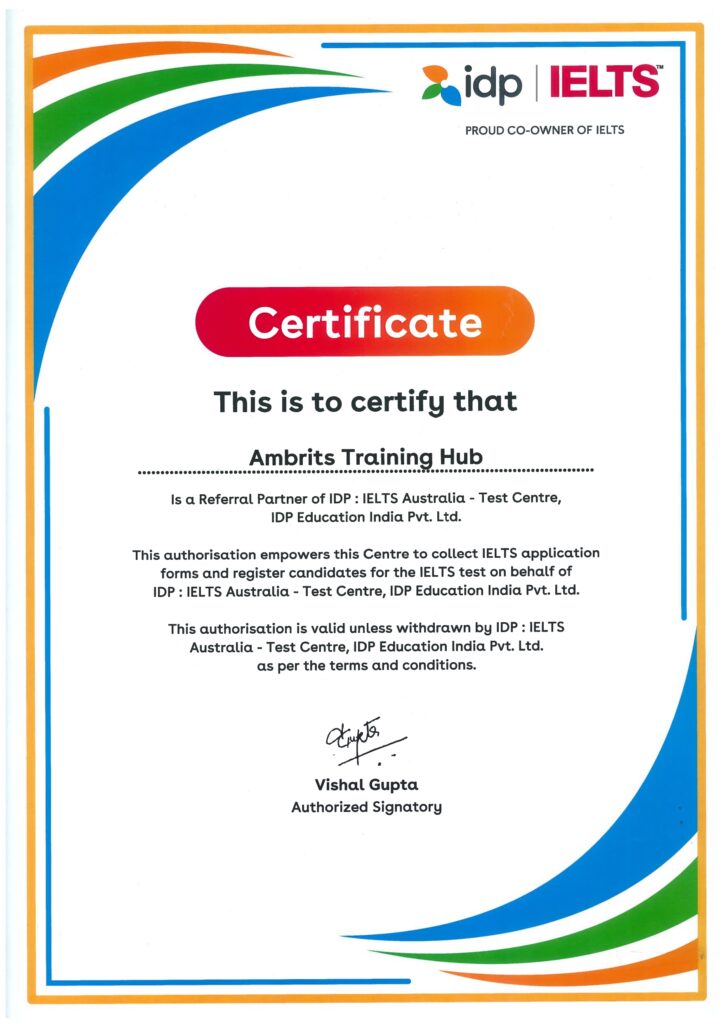 idp | IELTS™
PROUD CO-OWNER OF IELTS
Certificate
This is to certify that
Ambrits Training Hub
Is a Referral Partner of IDP : IELTS Australia - Test Centre,
IDP Education India Pvt. Ltd.
This authorisation empowers this Centre to collect IELTS application
forms and register candidates for the IELTS test on behalf of
IDP : IELTS Australia - Test Centre, IDP Education India Pvt. Ltd.
This authorisation is valid unless withdrawn by IDP : IELTS
Australia - Test Centre, IDP Education India Pvt. Ltd.
as per the terms and conditions.
Vishal Gupta
Authorized Signatory